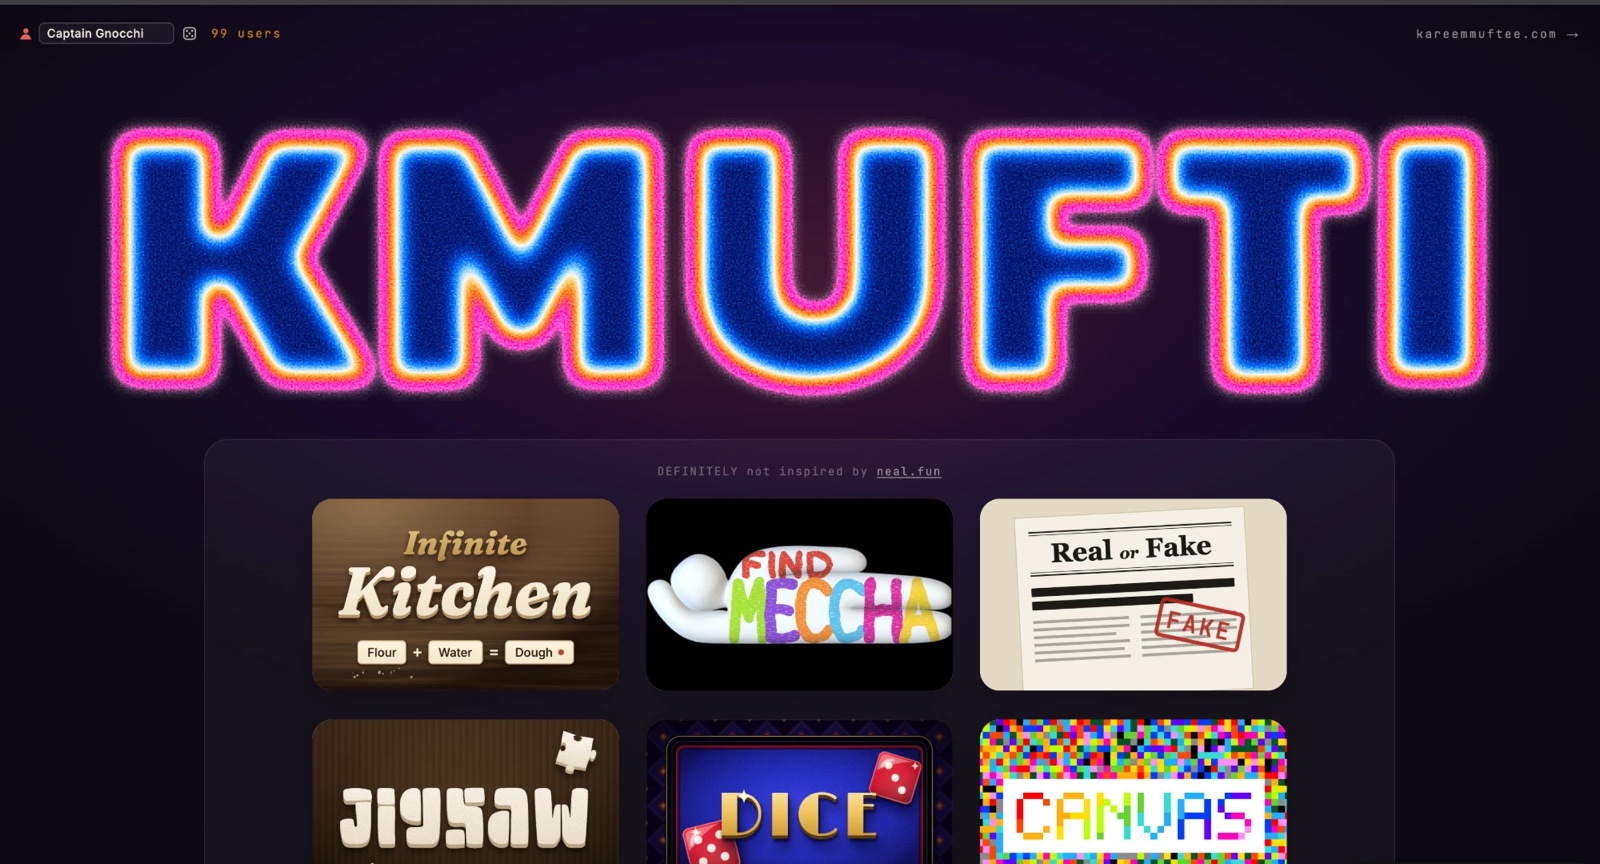 Captain Gnocchi
99 users
kareemmuftee.com →
KMUFTI
DEFINITELY not inspired by neal.fun
Infinite
Kitchen
Flour + Water = Dough
FIND
MECCHA
Real or Fake
FAKE
JIGSAW
DICE
CANVAS